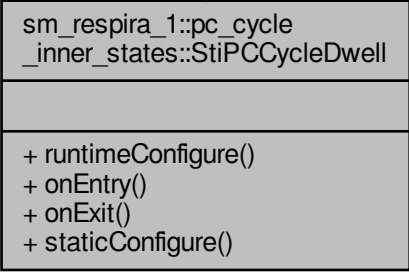 sm_respira_1::pc_cycle
_inner_states::StiPCCycleDwell
+ runtimeConfigure()
+ onEntry()
+ onExit()
+ staticConfigure()